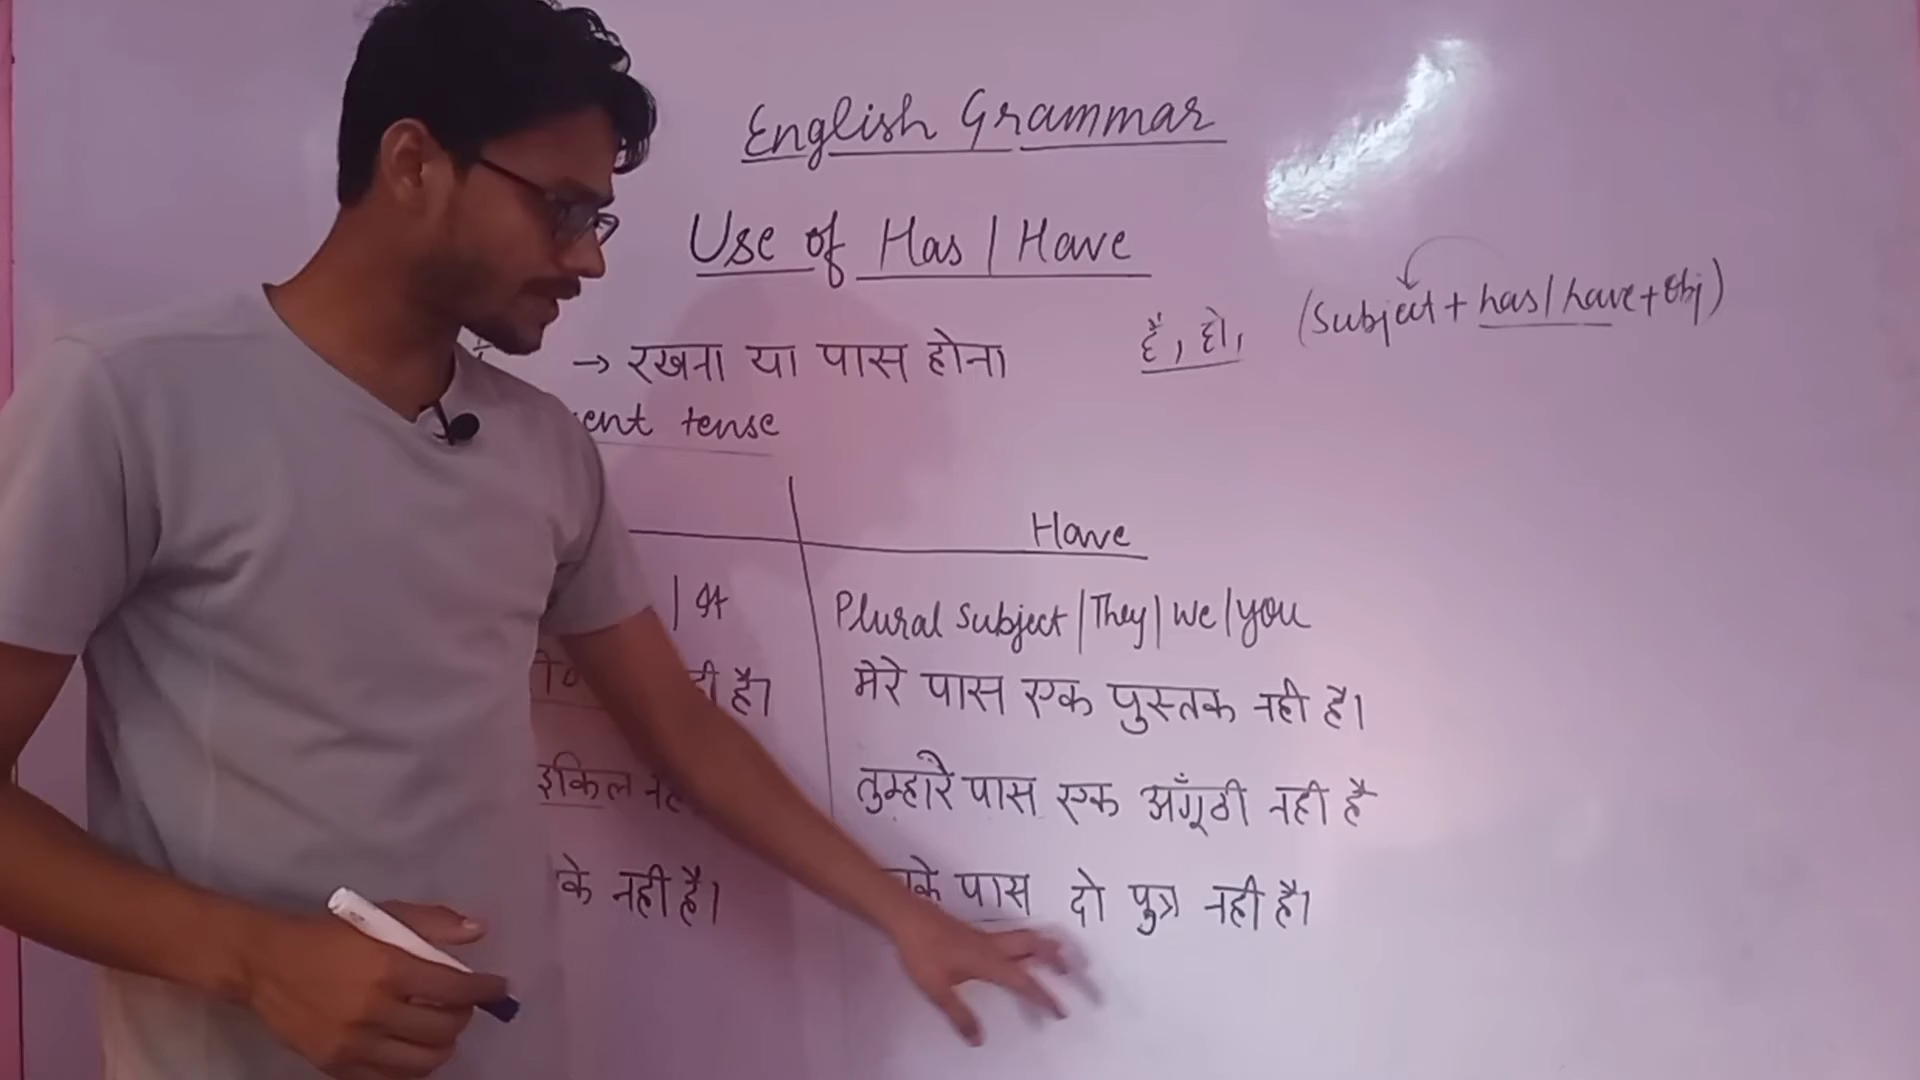 English Grammar
Use of Has | Have
→ रखना या पास होना
हैं, हो, (Subject + has/have + Obj)
tense
Have
| It
Plural Subject | They | We | you
है। मेरे पास एक पुस्तक नही है।
तुम्हारे पास एक अँगूठी नही है
के नही है। पास दो पुत्र नही है।